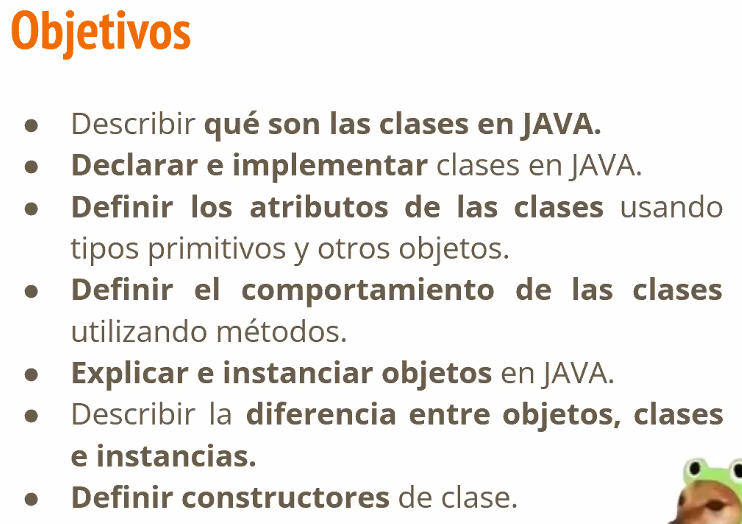 Objetivos
● Describir qué son las clases en JAVA.
● Declarar e implementar clases en JAVA.
● Definir los atributos de las clases usando
tipos primitivos y otros objetos.
● Definir el comportamiento de las clases
utilizando métodos.
● Explicar e instanciar objetos en JAVA.
● Describir la diferencia entre objetos, clases
e instancias.
● Definir constructores de clase.